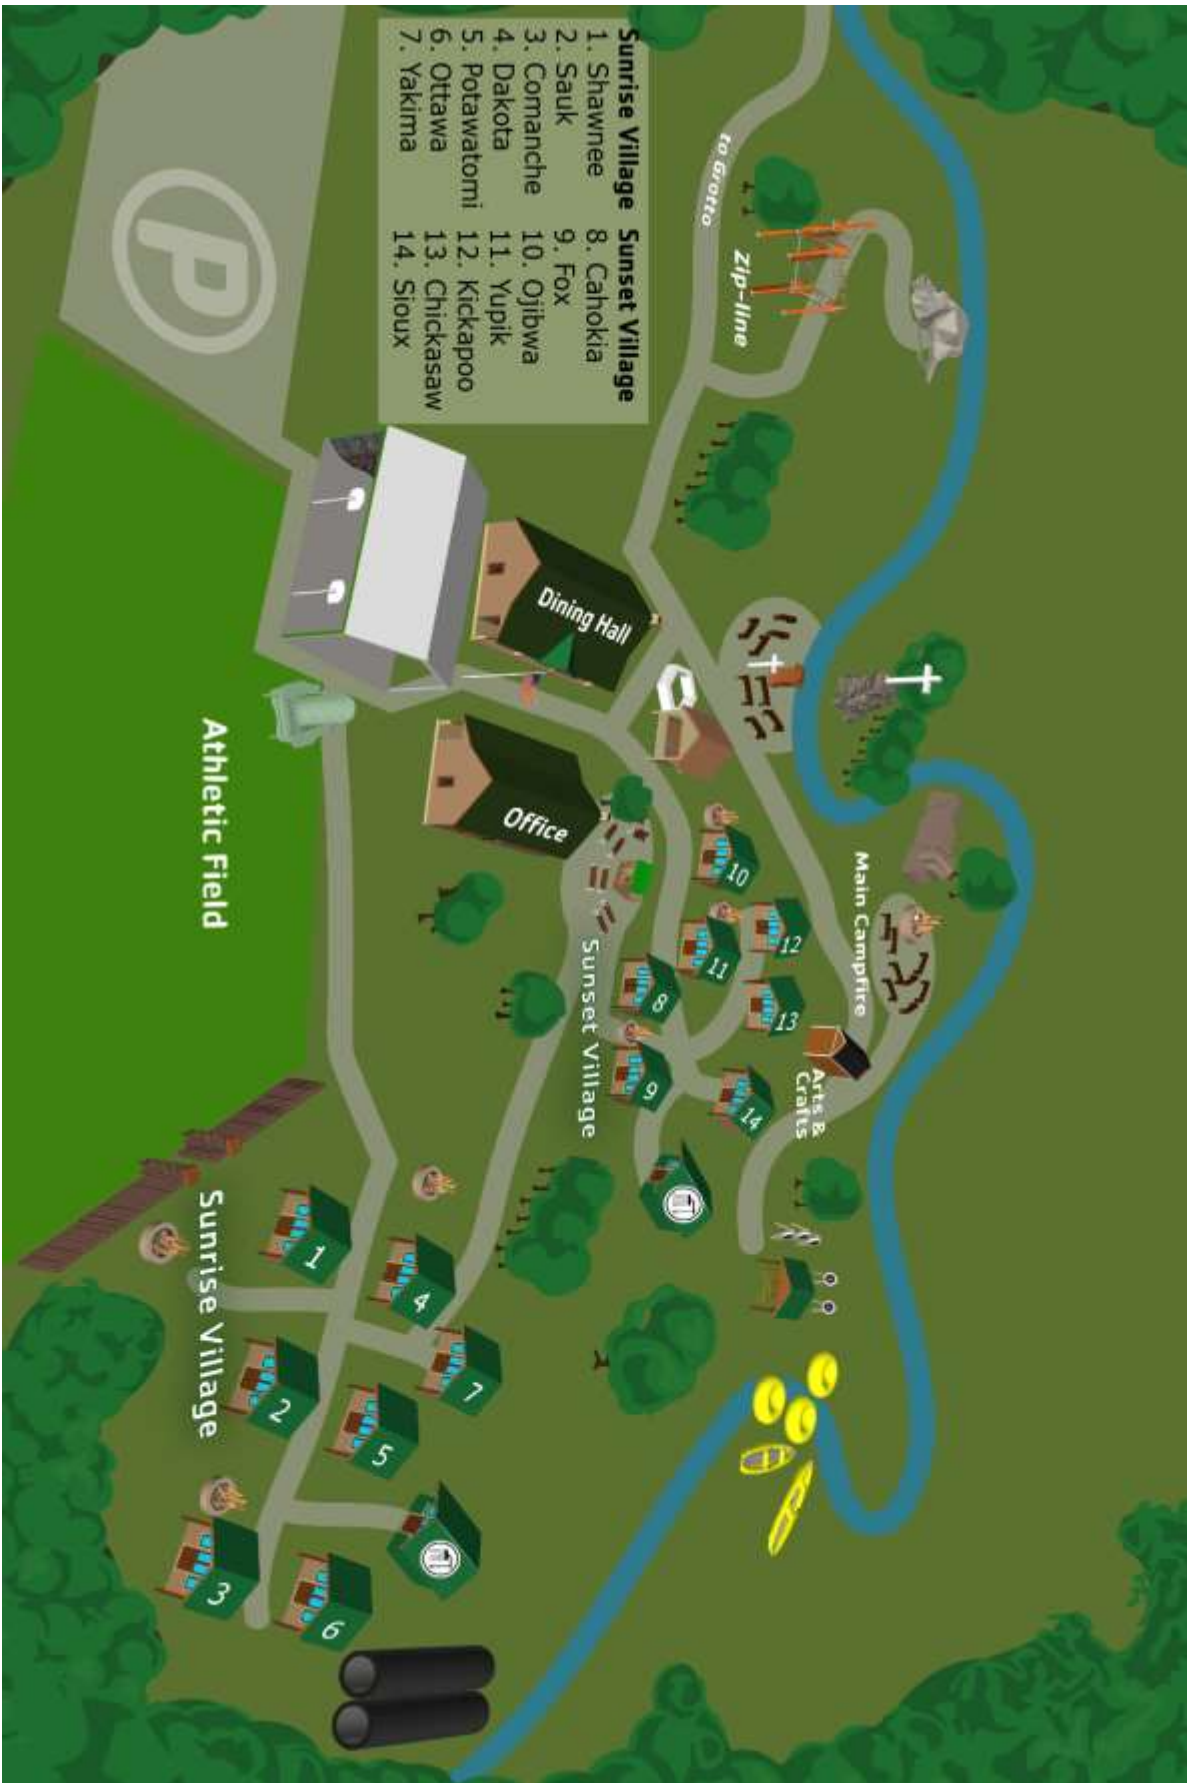 Sunrise Village
1. Shawnee
2. Sauk
3. Comanche
4. Dakota
5. Potawatomi
6. Ottawa
7. Yakima
Sunset Village
8. Cahokia
9. Fox
10. Ojibwa
11. Yupik
12. Kickapoo
13. Chickasaw
14. Sioux
to Grotto
Zip-line
P
Dining Hall
Office
Main Campfire
Arts &
Crafts
10
12
11
13
8
9
14
Sunset Village
Athletic Field
Sunrise Village
1
4
7
2
5
3
6